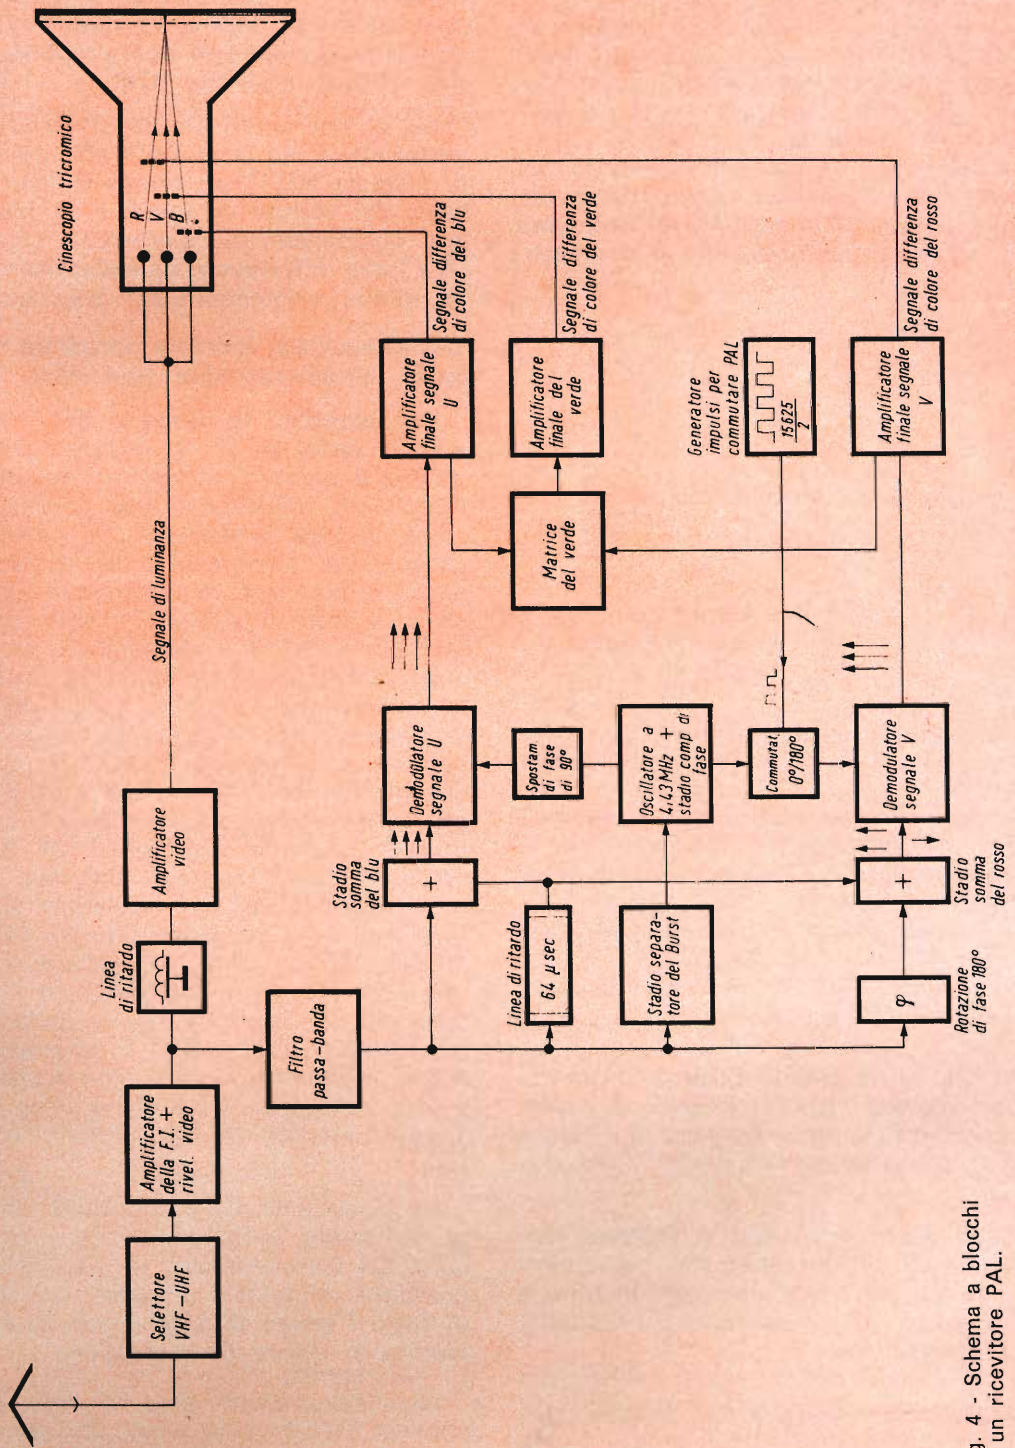 Cinescopio tricromico
R
V
B
Segnale di luminanza
Amplificatore
video
Linea
di ritardo
Amplificatore
della F.I. +
rivel. video
Selettore
VHF-UHF
Filtro
passa-banda
Stadio
somma
del blu
+
Demodulatore
segnale U
Amplificatore
finale segnale
U
Segnale differenza
di colore del blu
Linea di ritardo
64 μsec
Spostam
di fase
di 90°
Matrice
del verde
Amplificatore
finale del
verde
Segnale differenza
di colore del verde
Stadio separa-
tore del Burst
Oscillatore a
4,43MHz +
stadio comp di
fase
Commutat.
0°/180°
Generatore
impulsi per
commutare PAL
15625
2
Rotazione
di fase 180°
φ
+
Stadio
somma
del rosso
Demodulatore
segnale V
Amplificatore
finale segnale
V
Segnale differenza
di colore del rosso
g. 4 - Schema a blocchi
un ricevitore PAL.